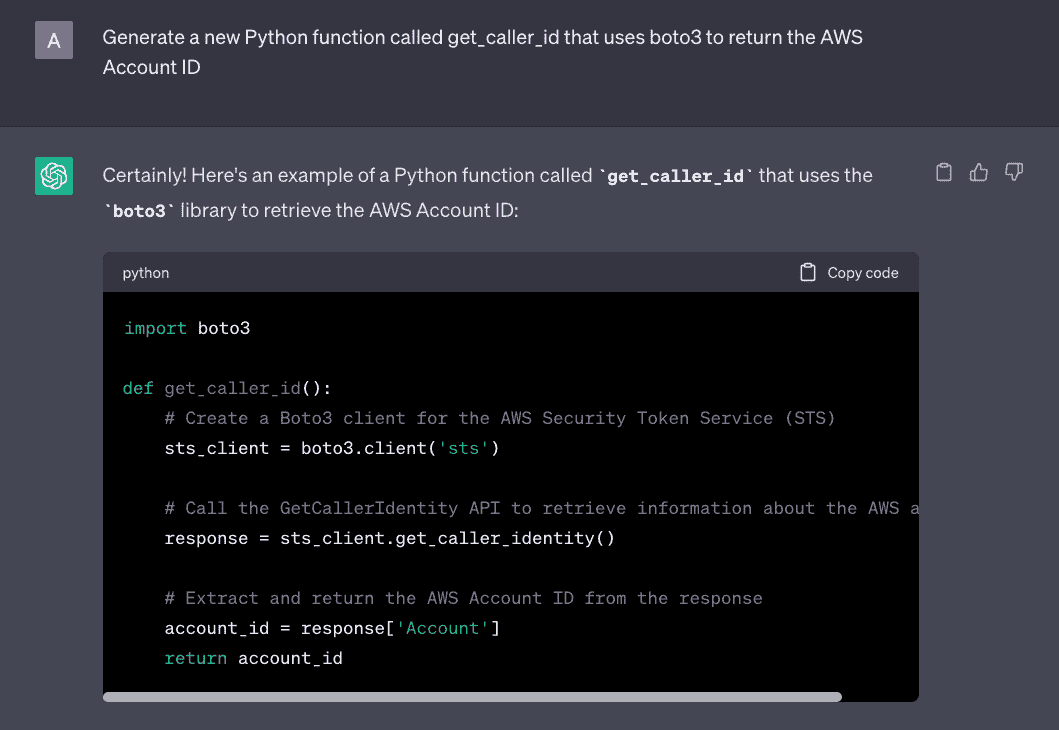 A
Generate a new Python function called get_caller_id that uses boto3 to return the AWS
Account ID
Certainly! Here's an example of a Python function called `get_caller_id` that uses the
`boto3` library to retrieve the AWS Account ID:
python
Copy code
import boto3
def get_caller_id():
    # Create a Boto3 client for the AWS Security Token Service (STS)
    sts_client = boto3.client('sts')
    # Call the GetCallerIdentity API to retrieve information about the AWS a
    response = sts_client.get_caller_identity()
    # Extract and return the AWS Account ID from the response
    account_id = response['Account']
    return account_id